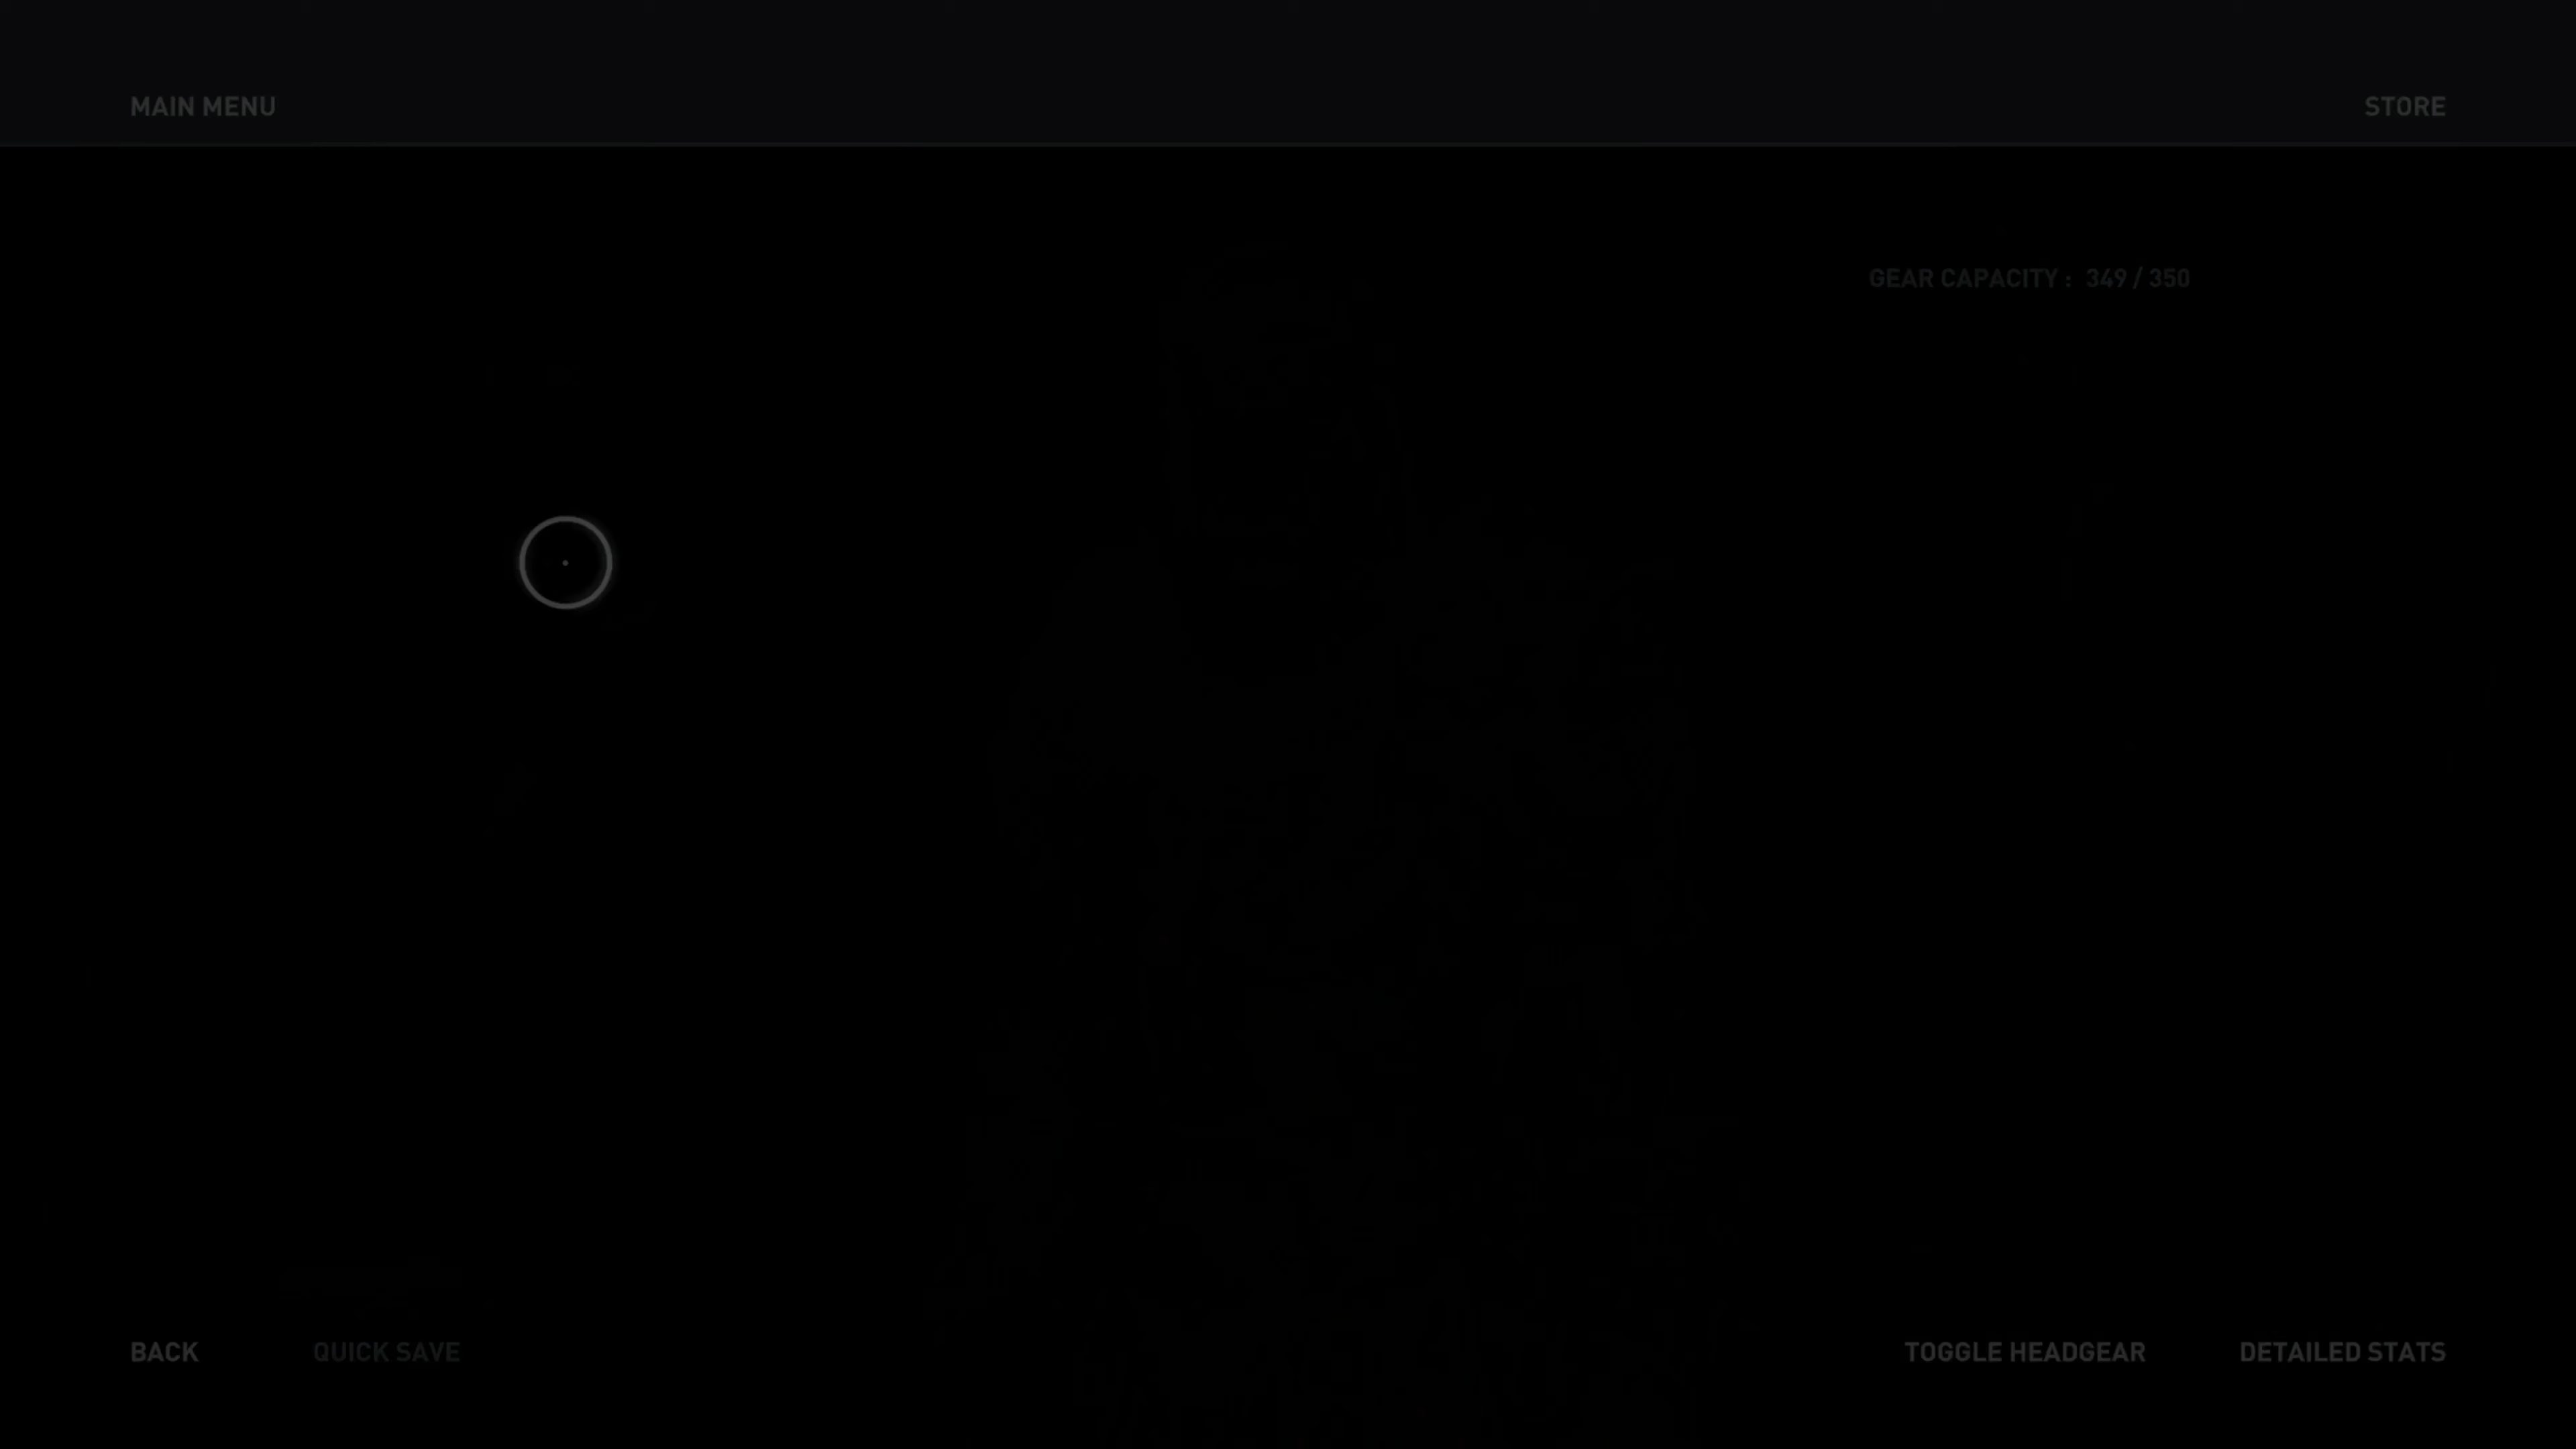 MAIN MENU
STORE
GEAR CAPACITY : 349 / 350
BACK
QUICK SAVE
TOGGLE HEADGEAR
DETAILED STATS